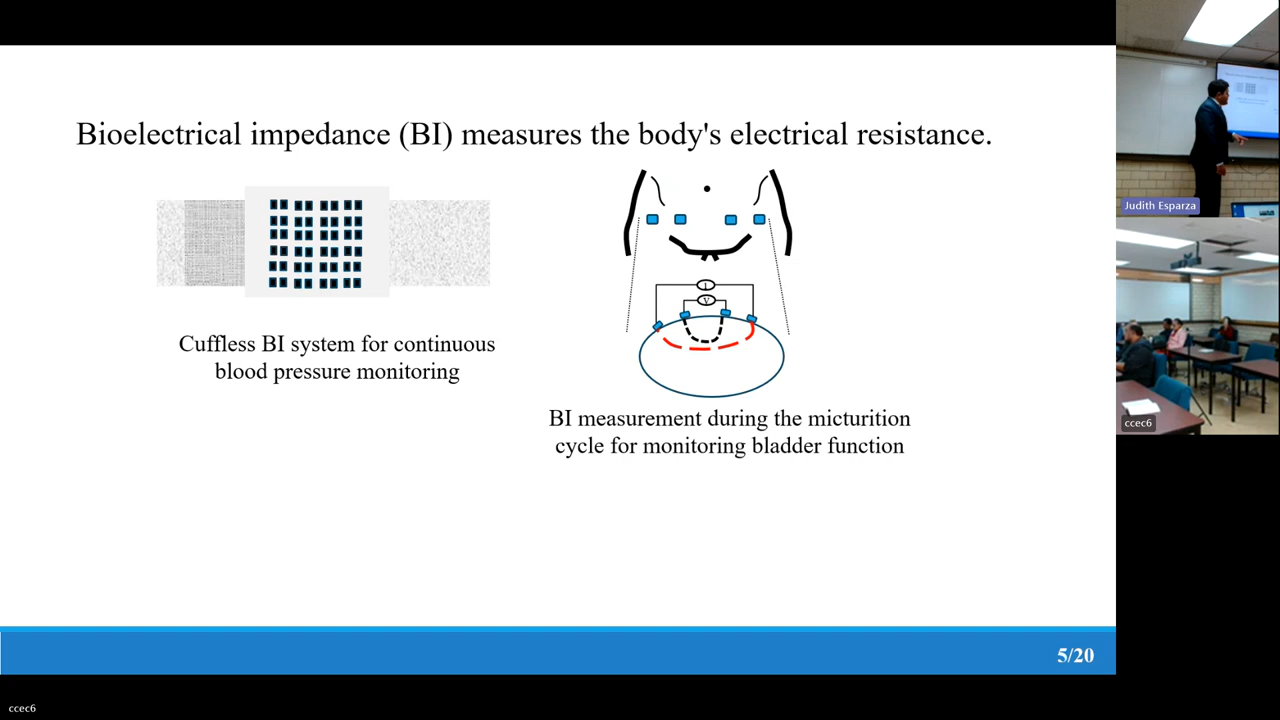 Bioelectrical impedance (BI) measures the body's electrical resistance.
Cuffless BI system for continuous
blood pressure monitoring
I
V
BI measurement during the micturition
cycle for monitoring bladder function
5/20
Judith Esparza
ccec6
ccec6